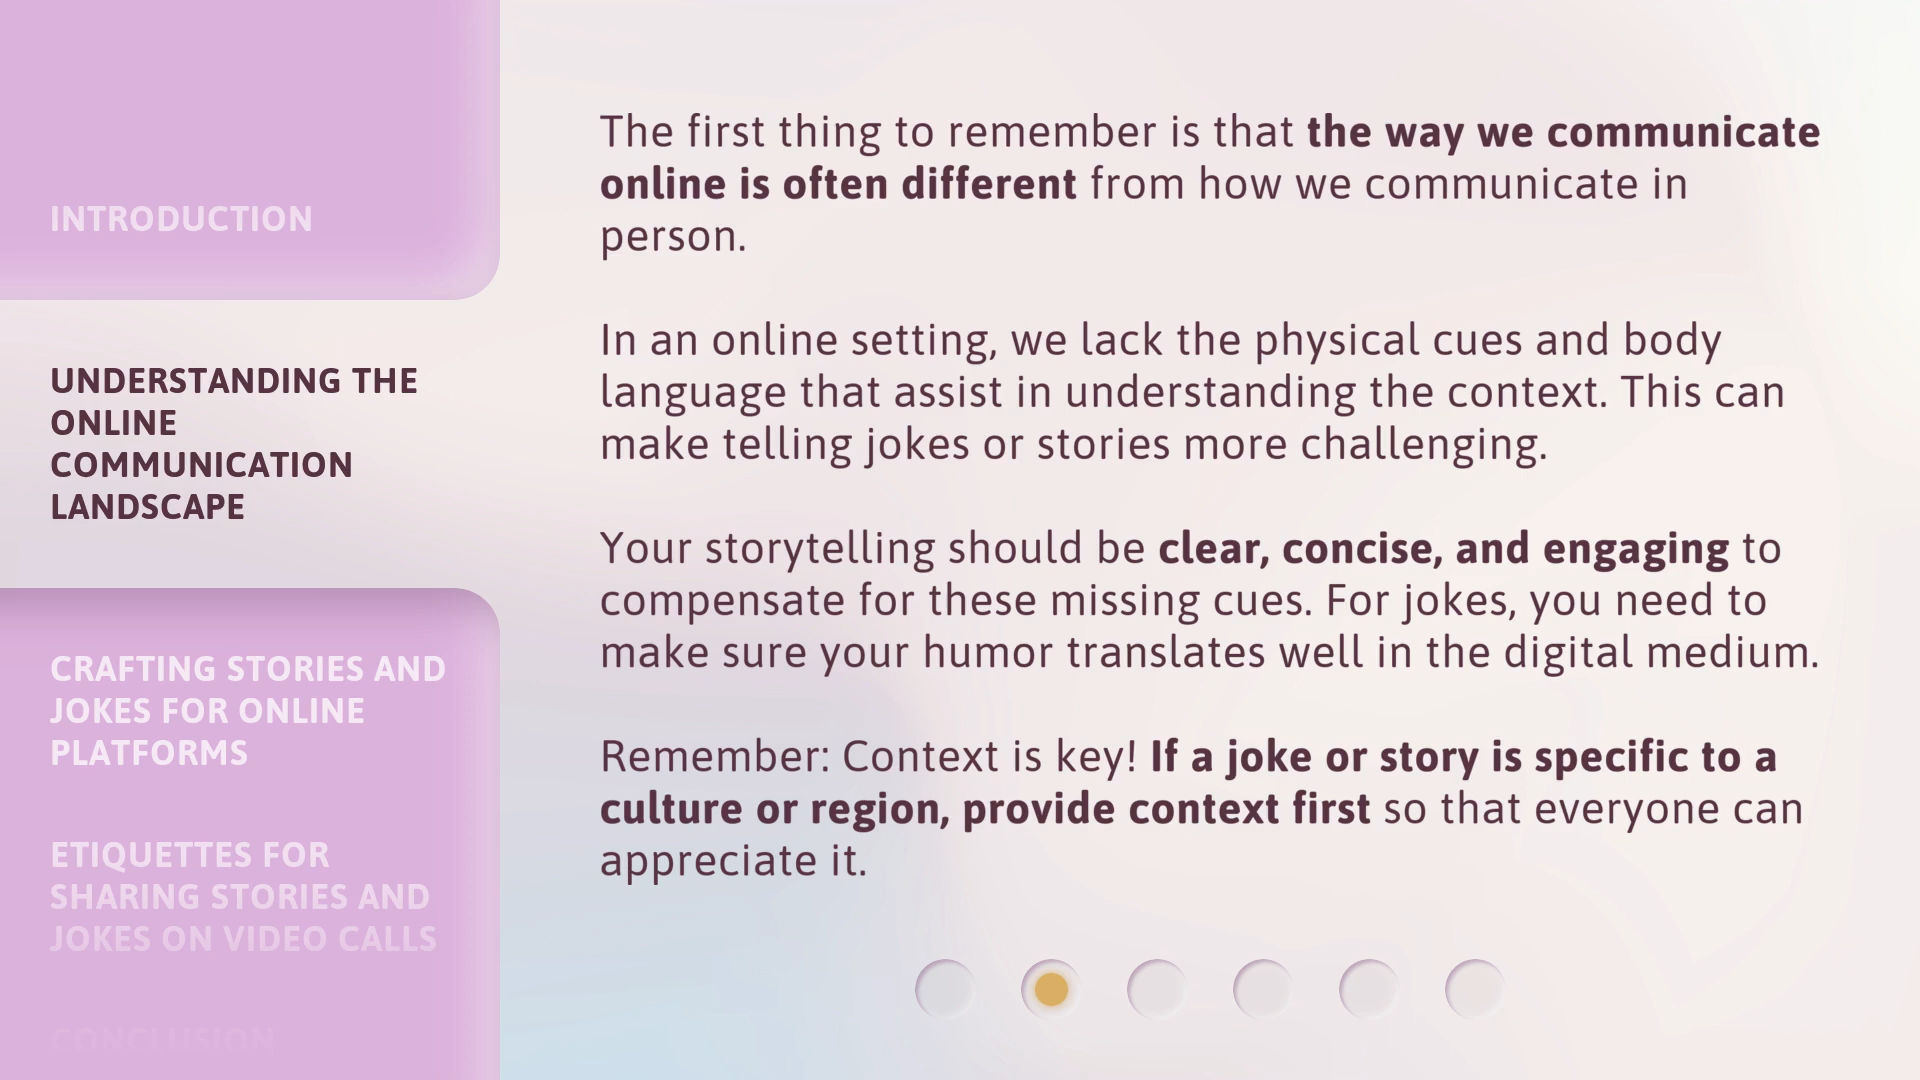 INTRODUCTION
UNDERSTANDING THE
ONLINE
COMMUNICATION
LANDSCAPE
CRAFTING STORIES AND
JOKES FOR ONLINE
PLATFORMS
ETIQUETTES FOR
SHARING STORIES AND
JOKES ON VIDEO CALLS
CONCLUSION
The first thing to remember is that the way we communicate
online is often different from how we communicate in
person.
In an online setting, we lack the physical cues and body
language that assist in understanding the context. This can
make telling jokes or stories more challenging.
Your storytelling should be clear, concise, and engaging to
compensate for these missing cues. For jokes, you need to
make sure your humor translates well in the digital medium.
Remember: Context is key! If a joke or story is specific to a
culture or region, provide context first so that everyone can
appreciate it.